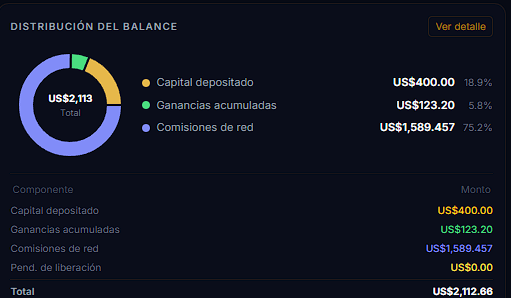 DISTRIBUCIÓN DEL BALANCE
Ver detalle
US$2,113
Total
Capital depositado US$400.00 18.9%
Ganancias acumuladas US$123.20 5.8%
Comisiones de red US$1,589.457 75.2%
Componente Monto
Capital depositado US$400.00
Ganancias acumuladas US$123.20
Comisiones de red US$1,589.457
Pend. de liberación US$0.00
Total US$2,112.66